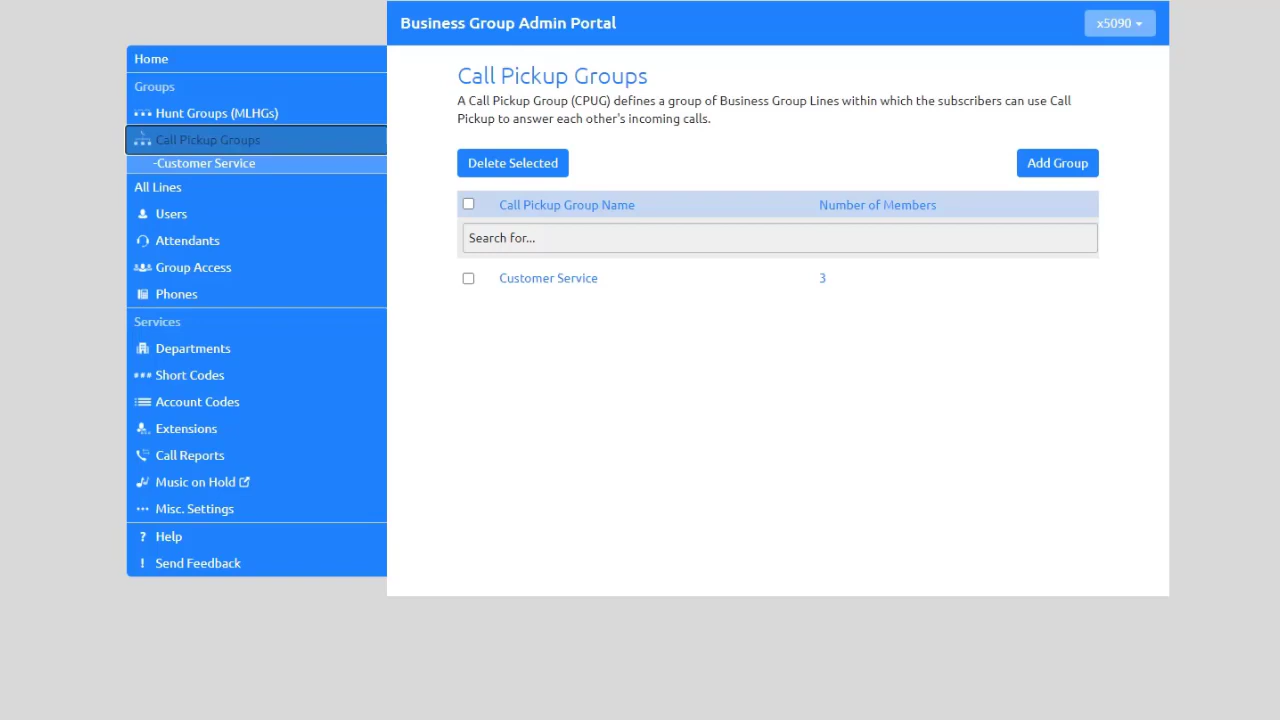 Business Group Admin Portal
x5090
Home
Groups
Hunt Groups (MLHGs)
Call Pickup Groups
-Customer Service
All Lines
Users
Attendants
Group Access
Phones
Services
Departments
Short Codes
Account Codes
Extensions
Call Reports
Music on Hold
Misc. Settings
? Help
! Send Feedback
Call Pickup Groups
A Call Pickup Group (CPUG) defines a group of Business Group Lines within which the subscribers can use Call
Pickup to answer each other's incoming calls.
Delete Selected
Add Group
Call Pickup Group Name Number of Members
Search for...
Customer Service 3